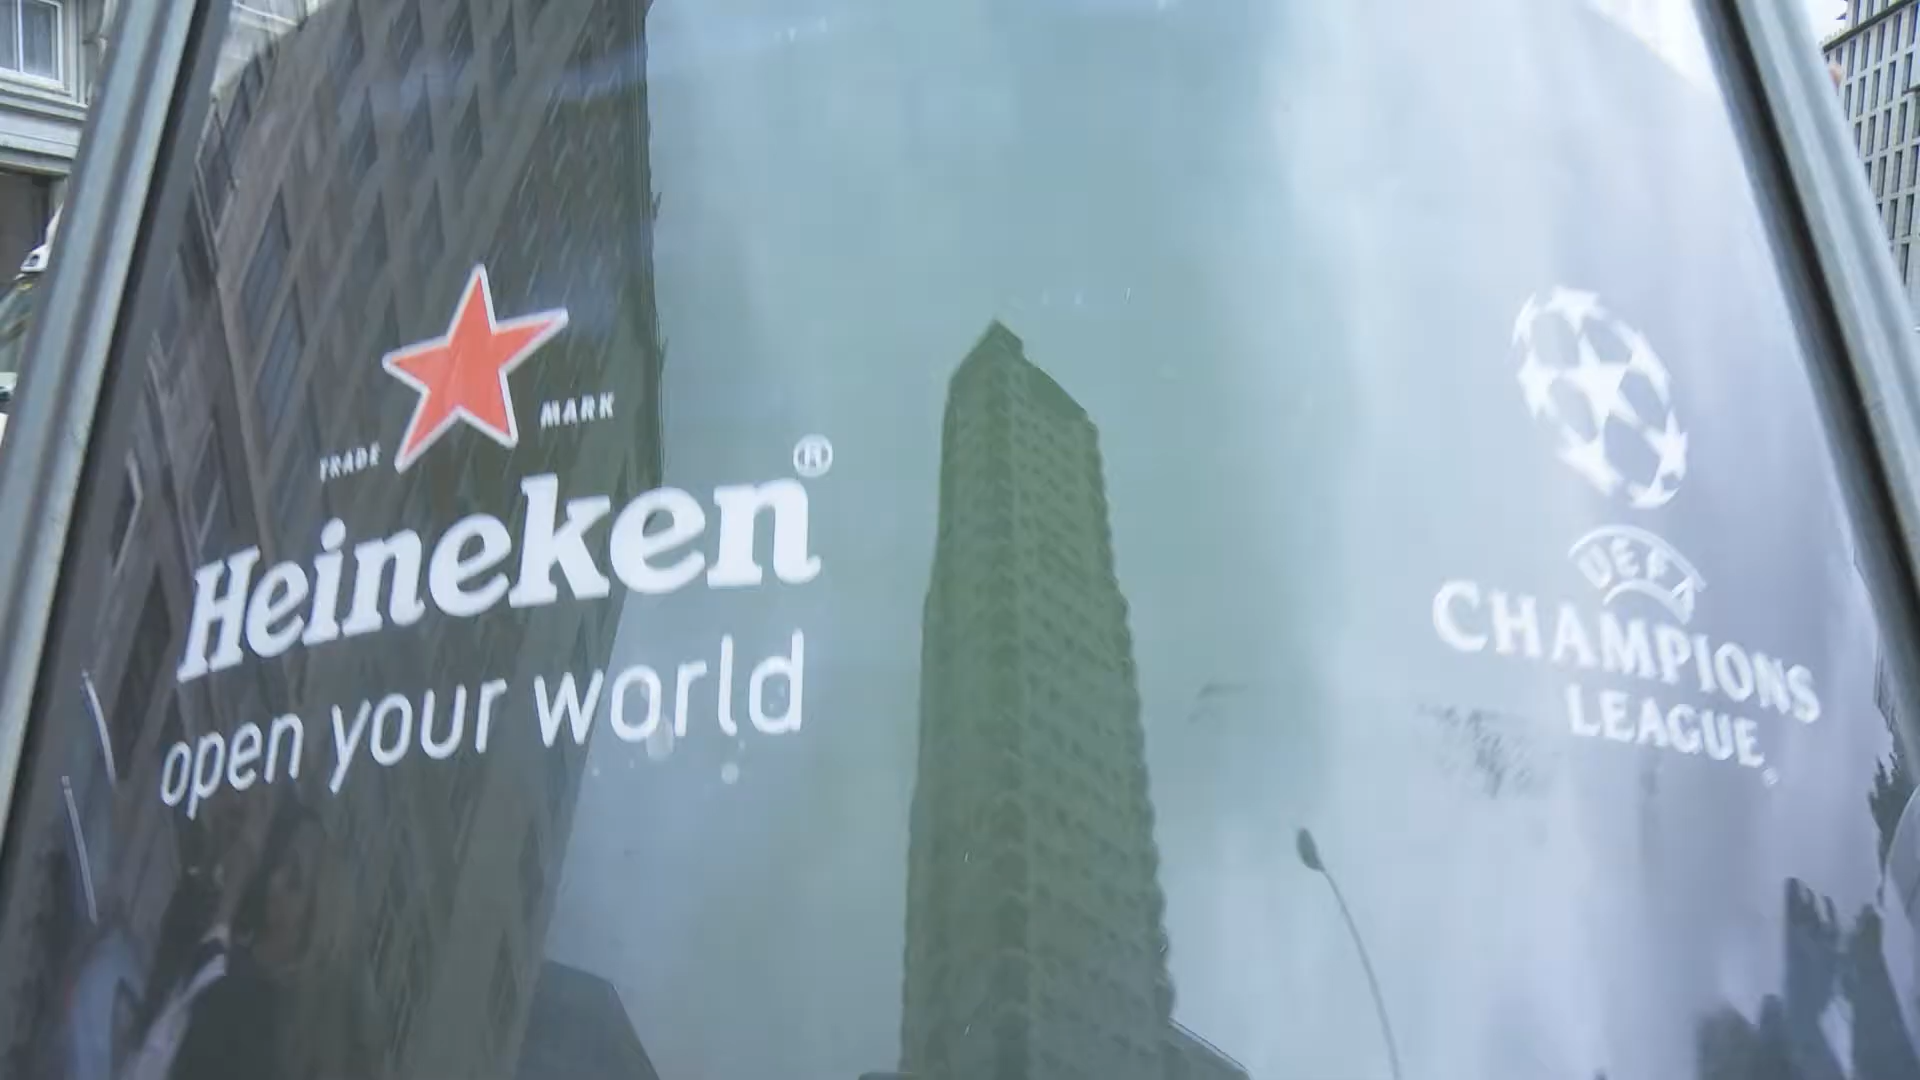 TRADE MARK
Heineken®
open your world
UEFA
CHAMPIONS
LEAGUE®